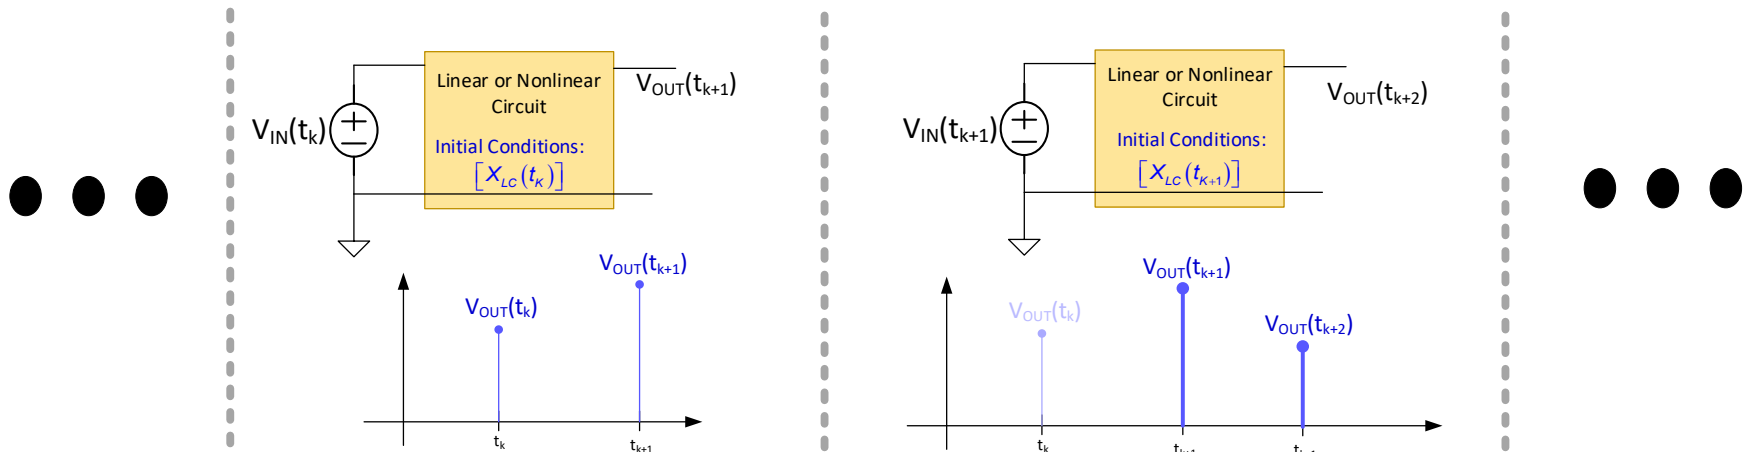 Linear or Nonlinear
Circuit
V_OUT(t_k+1)
V_IN(t_k)
Initial Conditions:
[X_LC(t_K)]
V_OUT(t_k+1)
V_OUT(t_k)
t_k
t_k+1
Linear or Nonlinear
Circuit
V_OUT(t_k+2)
V_IN(t_k+1)
Initial Conditions:
[X_LC(t_K+1)]
V_OUT(t_k+1)
V_OUT(t_k)
V_OUT(t_k+2)
t_k